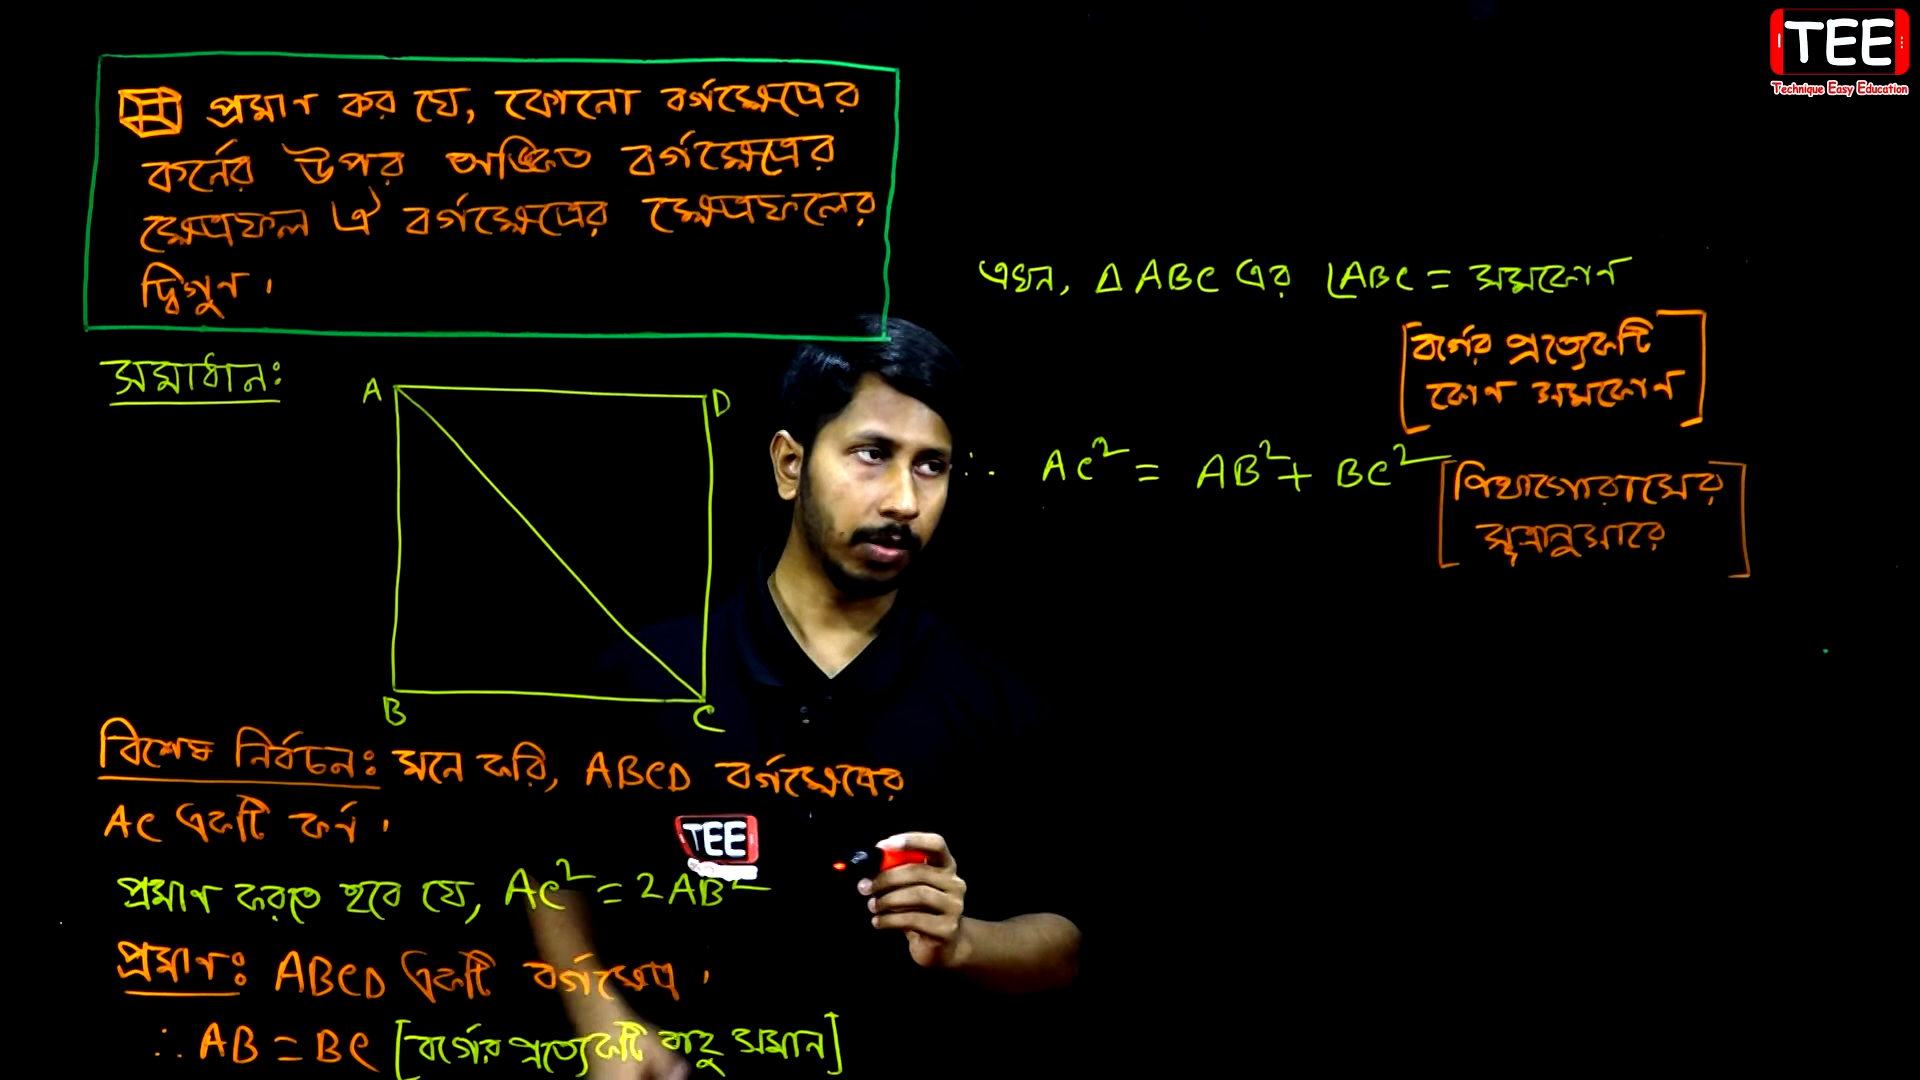 TEE
Technique Easy Education
প্রমাণ কর যে, কোনো বর্গক্ষেত্রের
কর্নের উপর অঙ্কিত বর্গক্ষেত্রের
ক্ষেত্রফল ঐ বর্গক্ষেত্রের ক্ষেত্রফলের
দ্বিগুণ।
সমাধান:
A
D
B
C
বিশেষ নির্বচন: মনে করি, ABCD বর্গক্ষেত্রের
AC একটি কর্ন।
TEE
প্রমাণ করতে হবে যে, AC² = 2AB²
প্রমাণ: ABCD একটি বর্গক্ষেত্র।
∴ AB = BC [বর্গের প্রত্যেকটি বাহু সমান]
এখন, Δ ABC এর ∠ABC = সমকোণ
[বর্গের প্রত্যেকটি
কোণ সমকোণ]
∴ AC² = AB² + BC² [পিথাগোরাসের
সূত্রানুসারে]